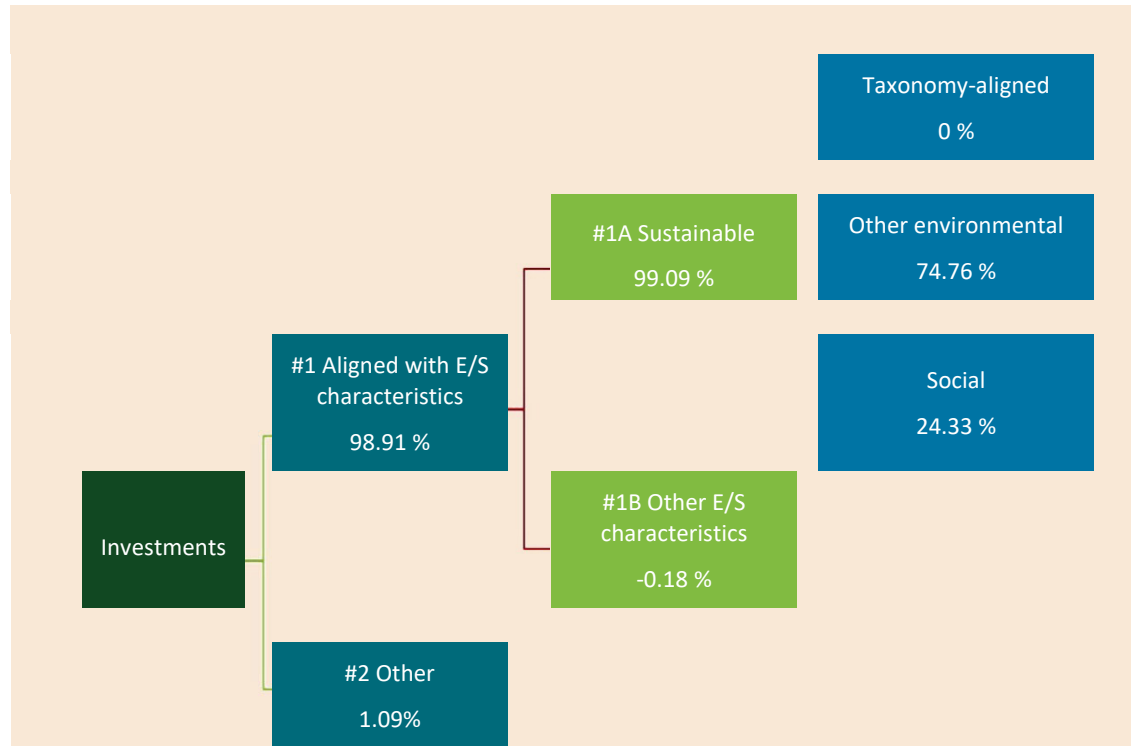 Taxonomy-aligned
0 %
#1A Sustainable
99.09 %
Other environmental
74.76 %
#1 Aligned with E/S
characteristics
98.91 %
Social
24.33 %
Investments
#1B Other E/S
characteristics
-0.18 %
#2 Other
1.09%